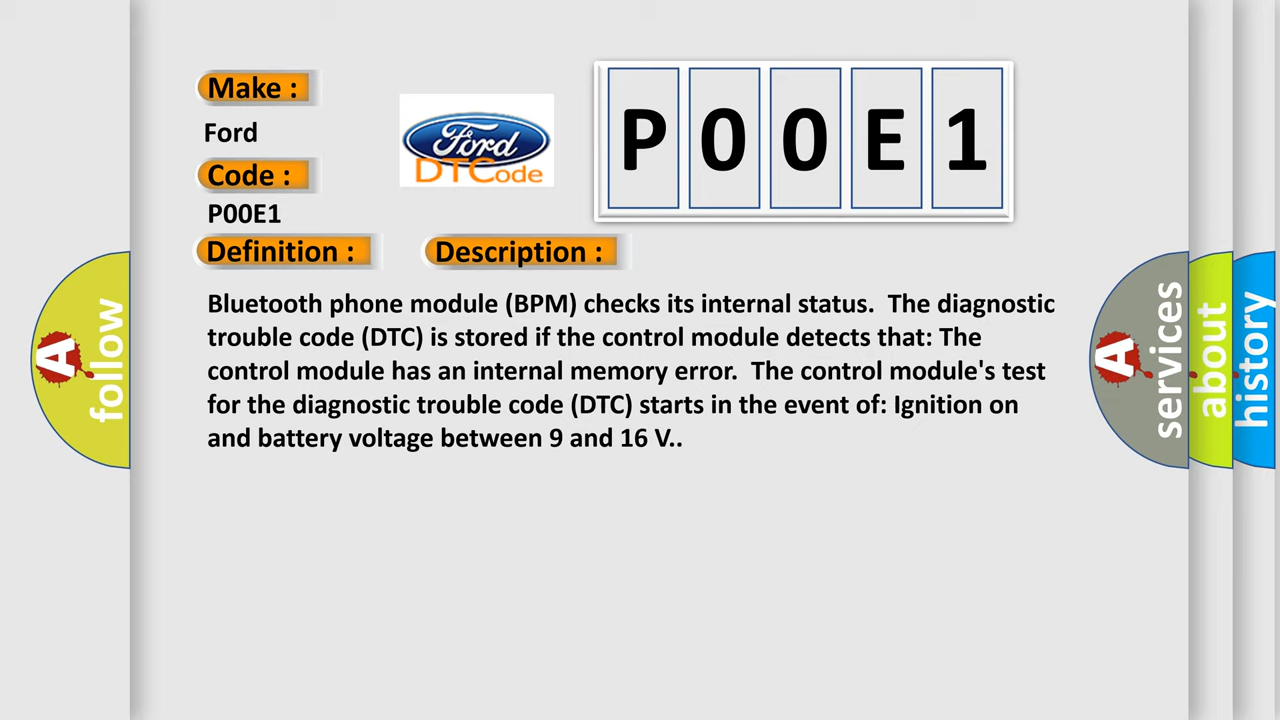 Make :
Ford
Code :
P00E1
Definition :
Description :
Ford
DTCode
P00E1
Bluetooth phone module (BPM) checks its internal status. The diagnostic
trouble code (DTC) is stored if the control module detects that: The
control module has an internal memory error. The control module's test
for the diagnostic trouble code (DTC) starts in the event of: Ignition on
and battery voltage between 9 and 16 V..
A follow
A services
about
history